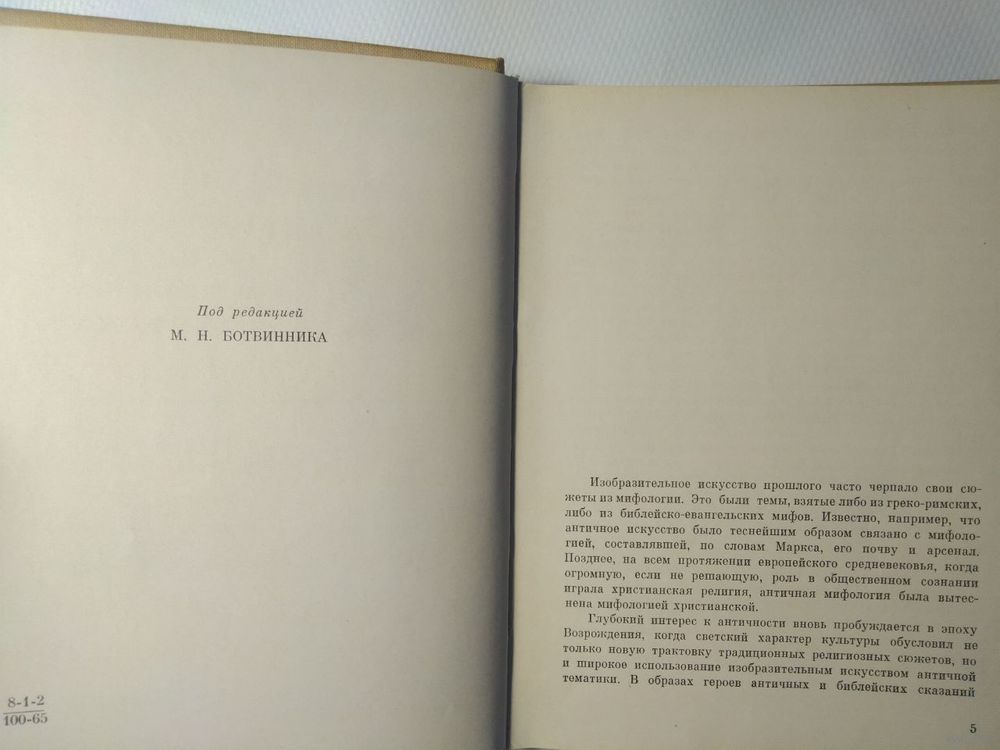 Под редакцией
М. Н. БОТВИННИКА
8-1-2
100-65
Изобразительное искусство прошлого часто черпало свои сю-
жеты из мифологии. Это были темы, взятые либо из греко-римских,
либо из библейско-евангельских мифов. Известно, например, что
античное искусство было теснейшим образом связано с мифоло-
гией, составлявшей, по словам Маркса, его почву и арсенал.
Позднее, на всем протяжении европейского средневековья, когда
огромную, если не решающую, роль в общественном сознании
играла христианская религия, античная мифология была вытес-
нена мифологией христианской.
Глубокий интерес к античности вновь пробуждается в эпоху
Возрождения, когда светский характер культуры обусловил не
только новую трактовку традиционных религиозных сюжетов, но
и широкое использование изобразительным искусством античной
тематики. В образах героев античных и библейских сказаний
5